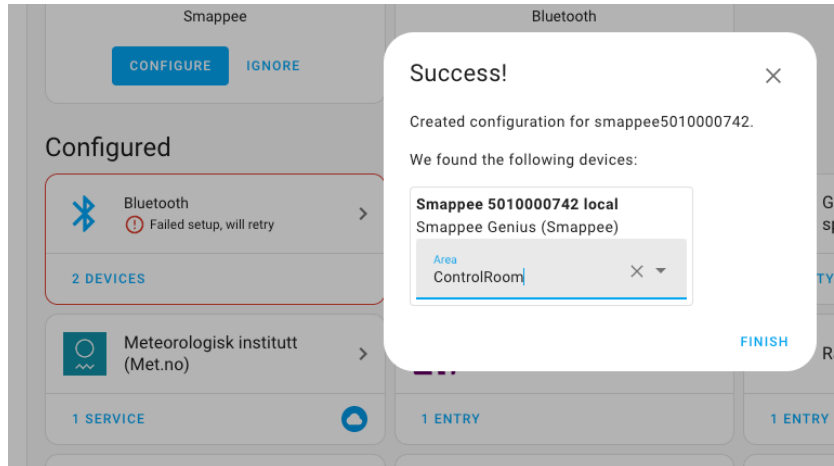 Smappee
Bluetooth
CONFIGURE
IGNORE
Success!
Created configuration for smappee5010000742.
We found the following devices:
Smappee 5010000742 local
Smappee Genius (Smappee)
Area
ControlRoom
FINISH
Configured
Bluetooth
Failed setup, will retry
2 DEVICES
Meteorologisk institutt
(Met.no)
1 SERVICE
1 ENTRY
1 ENTRY